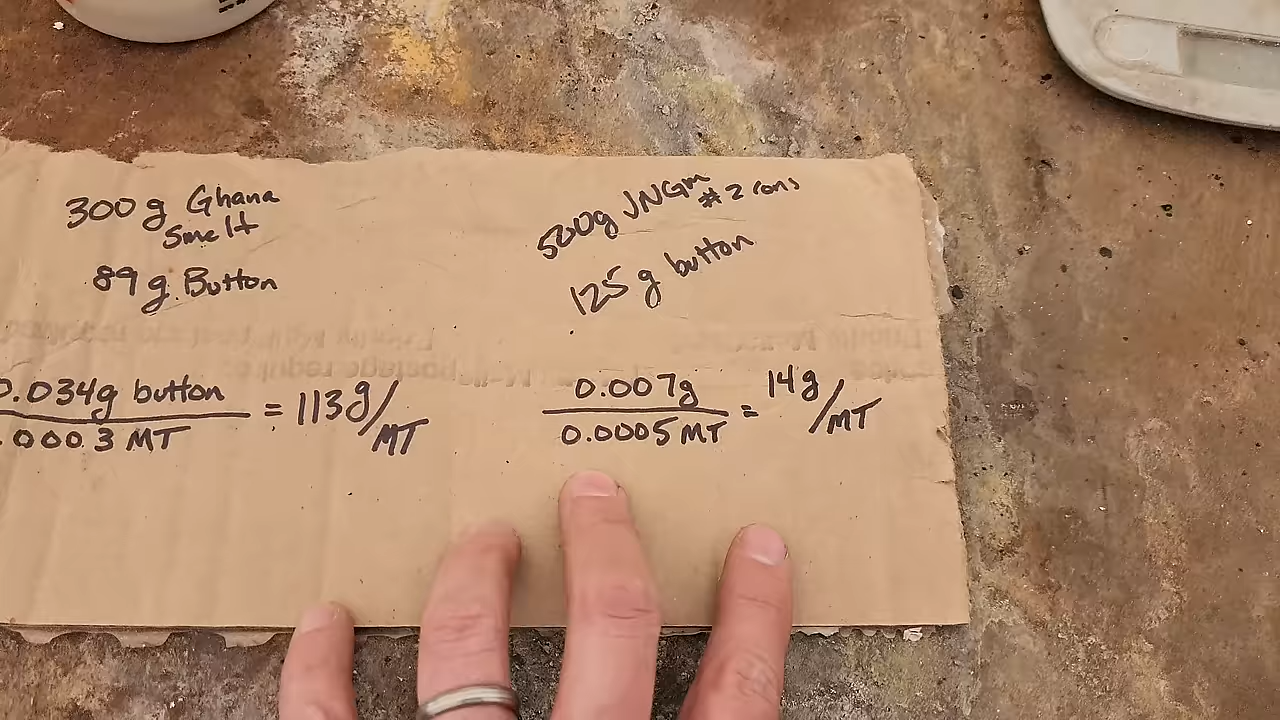 300g Ghana
Smelt
89g Button
0.034g button
.0003 MT
= 113g/MT
500g JNGM
#2 cons
125g button
0.007g
0.0005 MT
= 14g/MT